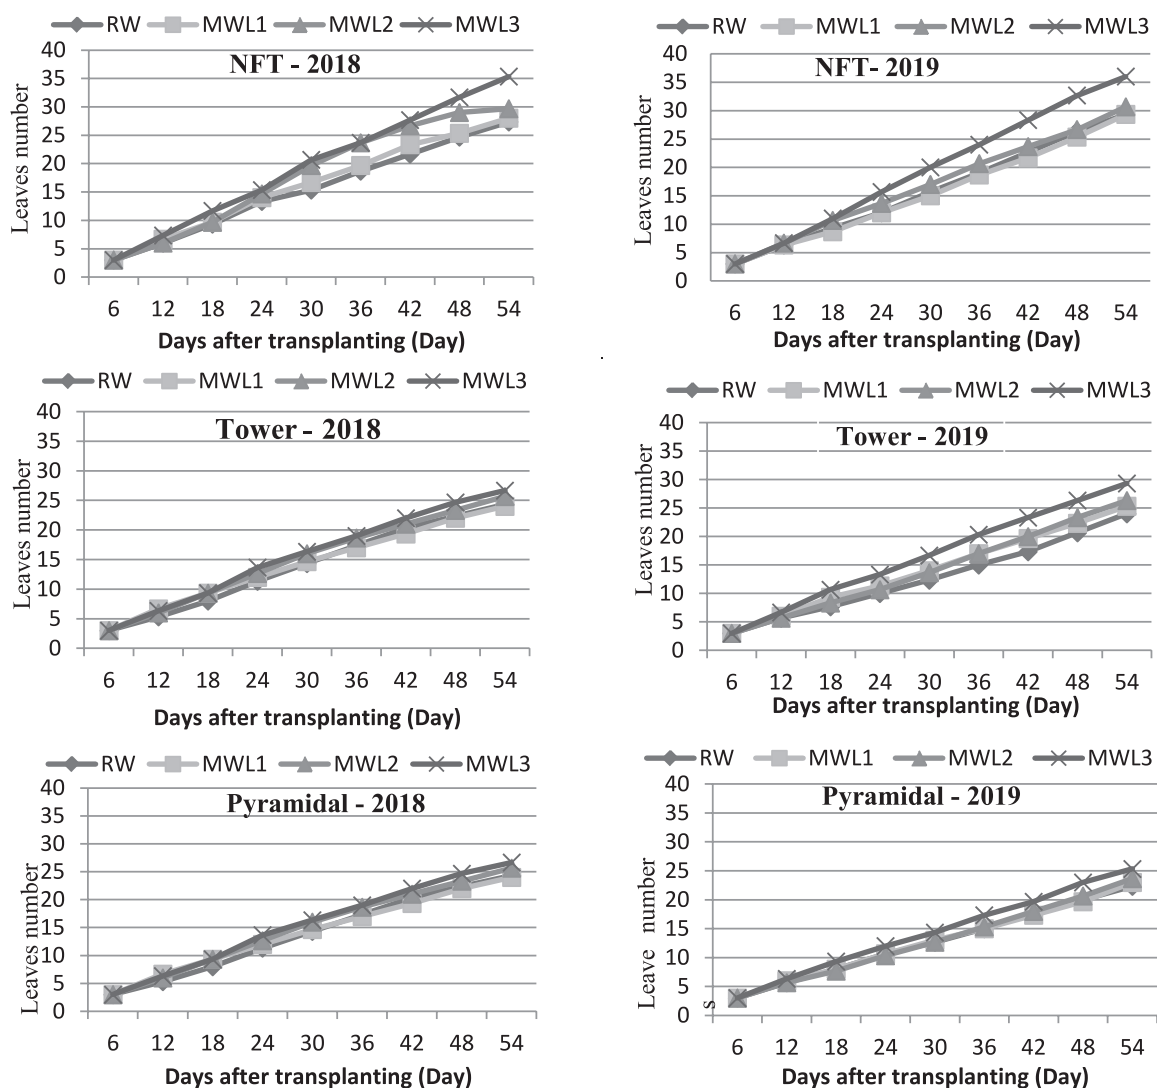 RW MWL1 MWL2 MWL3
NFT - 2018
Leaves number
40
35
30
25
20
15
10
5
0
6 12 18 24 30 36 42 48 54
Days after transplanting (Day)
RW MWL1 MWL2 MWL3
NFT- 2019
Leaves number
40
35
30
25
20
15
10
5
0
6 12 18 24 30 36 42 48 54
Days after transplanting (Day)
RW MWL1 MWL2 MWL3
Tower - 2018
Leaves number
40
35
30
25
20
15
10
5
0
6 12 18 24 30 36 42 48 54
Days after transplanting (Day)
RW MWL1 MWL2 MWL3
Tower - 2019
Leaves number
40
35
30
25
20
15
10
5
0
6 12 18 24 30 36 42 48 54
Days after transplanting (Day)
RW MWL1 MWL2 MWL3
Pyramidal - 2018
Leaves number
40
35
30
25
20
15
10
5
0
6 12 18 24 30 36 42 48 54
Days after transplanting (Day)
RW MWL1 MWL2 MWL3
Pyramidal - 2019
Leave number
s
40
35
30
25
20
15
10
5
0
6 12 18 24 30 36 42 48 54
Days after transplanting (Day)